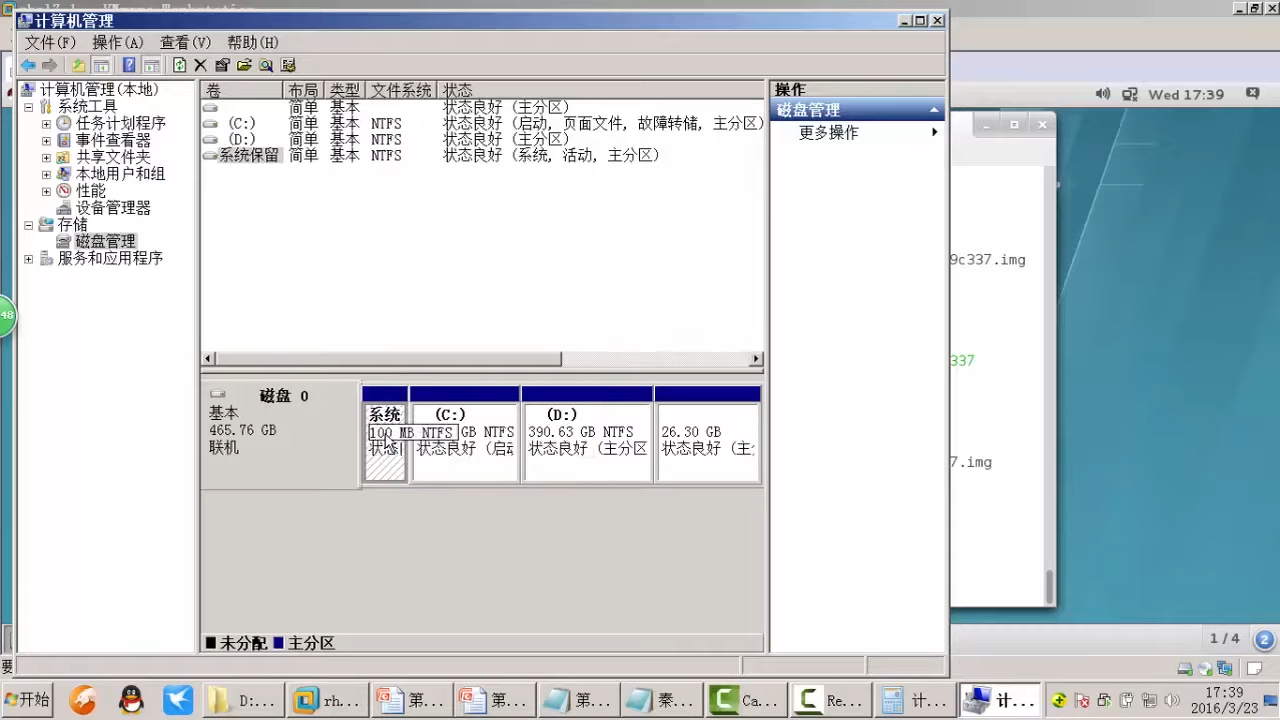 计算机管理
文件(F) 操作(A) 查看(V) 帮助(H)
计算机管理(本地)
系统工具
任务计划程序
事件查看器
共享文件夹
本地用户和组
性能
设备管理器
存储
磁盘管理
服务和应用程序
卷 布局 类型 文件系统 状态
简单 基本 状态良好 (主分区)
(C:) 简单 基本 NTFS 状态良好 (启动, 页面文件, 故障转储, 主分区)
(D:) 简单 基本 NTFS 状态良好 (主分区)
系统保留 简单 基本 NTFS 状态良好 (系统, 活动, 主分区)
操作
磁盘管理
更多操作
Wed 17:39
9c337.img
337
7.img
磁盘 0
基本
465.76 GB
联机
系统 (C:) (D:)
100 MB NTFS GB NTFS 390.63 GB NTFS 26.30 GB
状态 状态良好 (启 状态良好 (主分区 状态良好 (主
未分配 主分区
1 / 4
2
48
要
开始 D:... rh... 第... 第... 第... 秦... Ca... Re... 计... 计...
17:39
2016/3/23